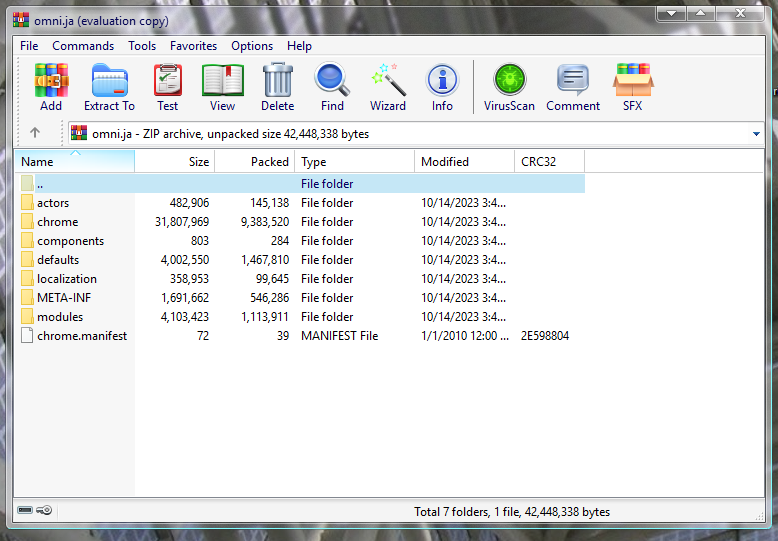 omni.ja (evaluation copy)
File Commands Tools Favorites Options Help
Add Extract To Test View Delete Find Wizard Info VirusScan Comment SFX
omni.ja - ZIP archive, unpacked size 42,448,338 bytes
Name Size Packed Type Modified CRC32
.. File folder
actors 482,906 145,138 File folder 10/14/2023 3:4...
chrome 31,807,969 9,383,520 File folder 10/14/2023 3:4...
components 803 284 File folder 10/14/2023 3:4...
defaults 4,002,550 1,467,810 File folder 10/14/2023 3:4...
localization 358,953 99,645 File folder 10/14/2023 3:4...
META-INF 1,691,662 546,286 File folder 10/14/2023 3:4...
modules 4,103,423 1,113,911 File folder 10/14/2023 3:4...
chrome.manifest 72 39 MANIFEST File 1/1/2010 12:00 ... 2E598804
Total 7 folders, 1 file, 42,448,338 bytes